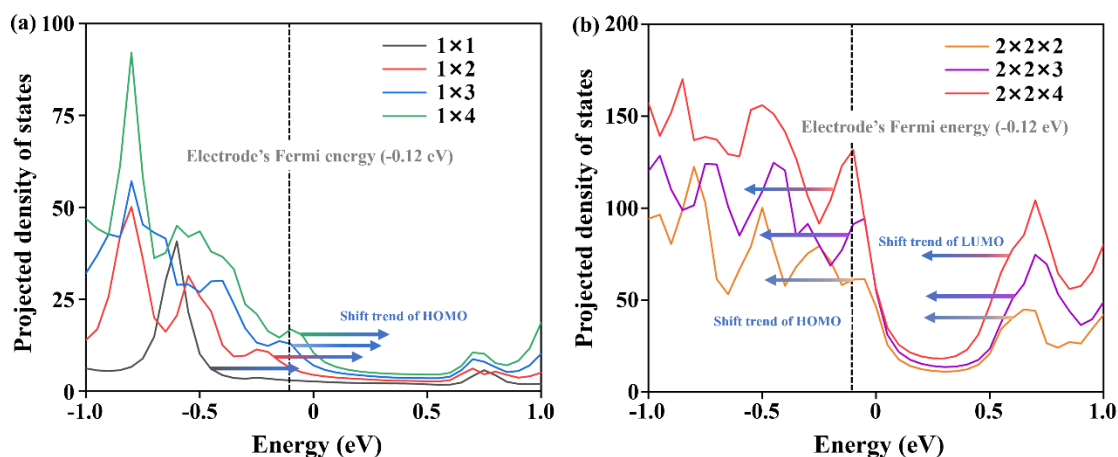 (a)
Projected density of states
100
75
50
25
0
1×1
1×2
1×3
1×4
Electrode's Fermi energy (-0.12 eV)
Shift trend of HOMO
-1.0
-0.5
0
0.5
1.0
Energy (eV)
(b)
Projected density of states
200
150
100
50
0
2×2×2
2×2×3
2×2×4
Electrode's Fermi energy (-0.12 eV)
Shift trend of LUMO
Shift trend of HOMO
-1.0
-0.5
0
0.5
1.0
Energy (eV)